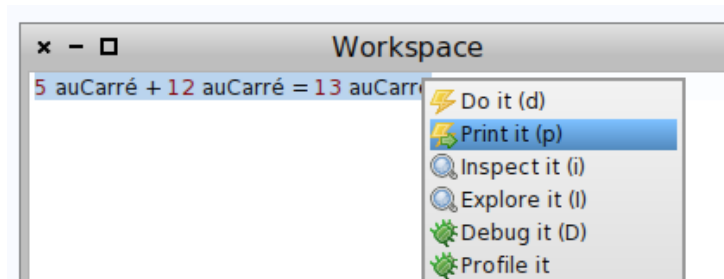 Workspace
5 auCarré + 12 auCarré = 13 auCarré
Do it (d)
Print it (p)
Inspect it (i)
Explore it (I)
Debug it (D)
Profile it